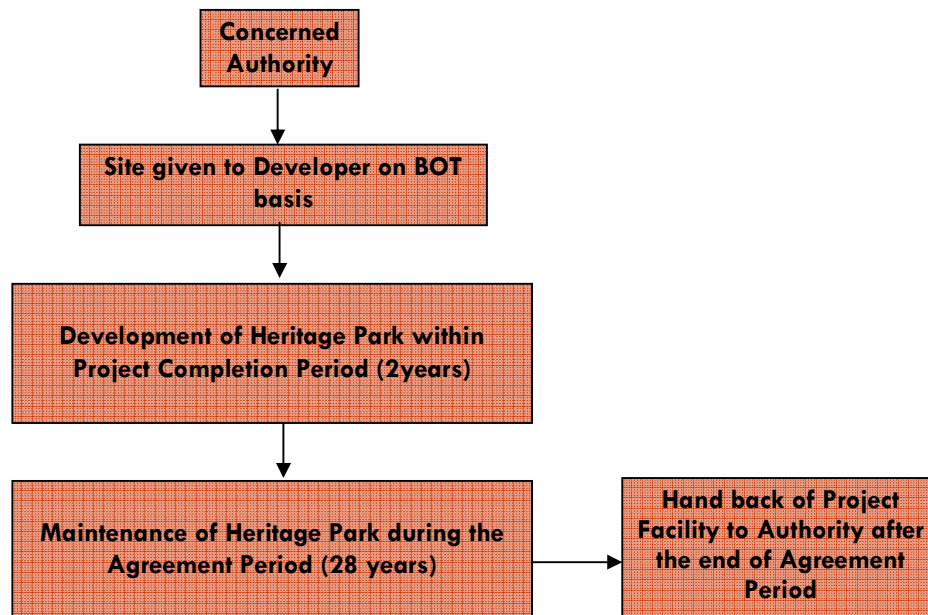 Concerned
Authority
Site given to Developer on BOT
basis
Development of Heritage Park within
Project Completion Period (2years)
Maintenance of Heritage Park during the
Agreement Period (28 years)
Hand back of Project
Facility to Authority after
the end of Agreement
Period